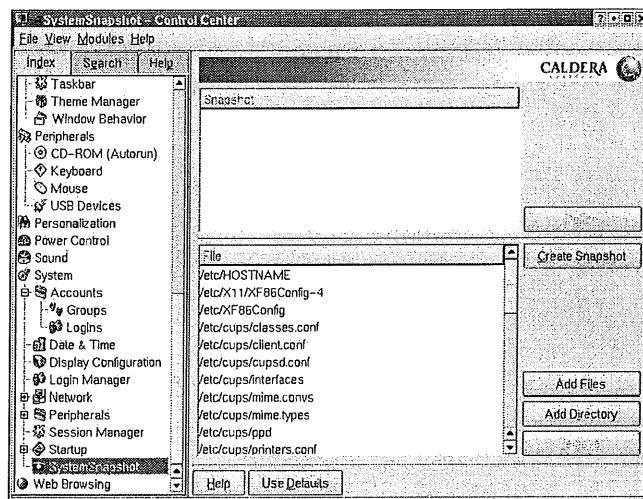 SystemSnapshot - Control Center
File View Modules Help
Index Search Help
Taskbar
Theme Manager
Window Behavior
Peripherals
CD-ROM (Autorun)
Keyboard
Mouse
USB Devices
Personalization
Power Control
Sound
System
Accounts
Groups
Logins
Date & Time
Display Configuration
Login Manager
Network
Peripherals
Session Manager
Startup
SystemSnapshot
Web Browsing
CALDERA
Snapshot
File
/etc/HOSTNAME
/etc/X11/XF86Config-4
/etc/XF86Config
/etc/cups/classes.conf
/etc/cups/client.conf
/etc/cups/cupsd.conf
/etc/cups/interfaces
/etc/cups/mime.convs
/etc/cups/mime.types
/etc/cups/ppd
/etc/cups/printers.conf
Create Snapshot
Add Files
Add Directory
Help Use Defaults